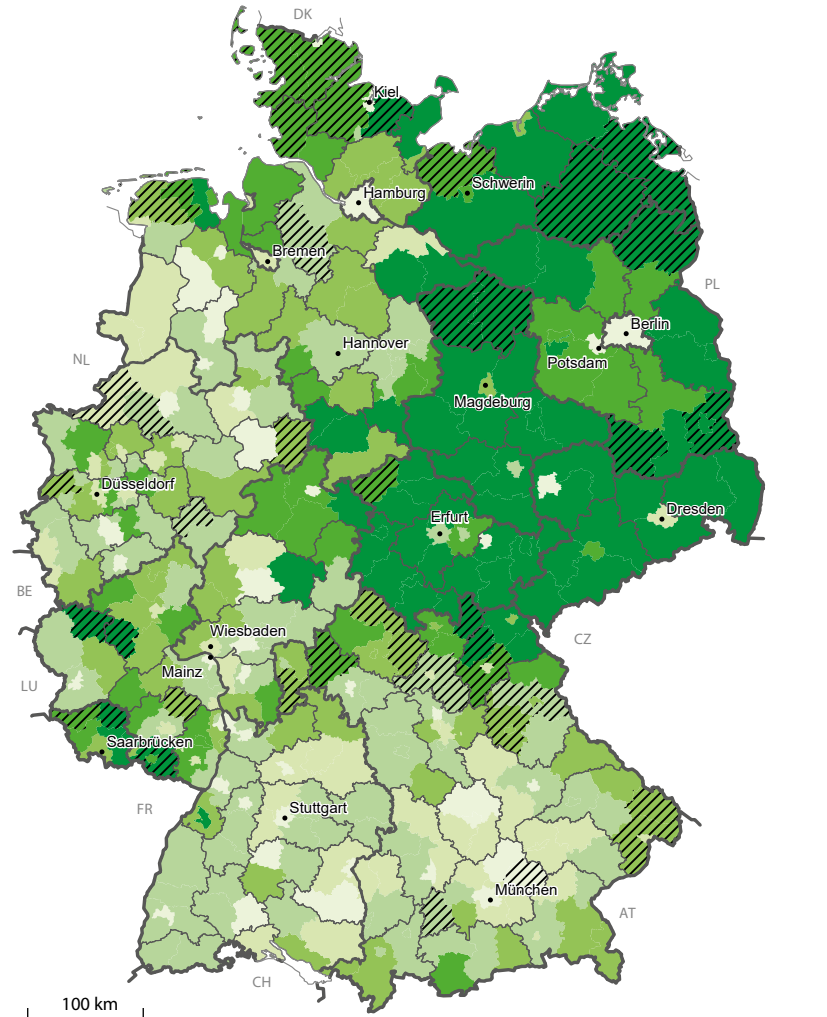 DK
Kiel
Schwerin
Hamburg
Bremen
PL
Berlin
Hannover
NL
Potsdam
Magdeburg
Düsseldorf
Dresden
Erfurt
BE
Wiesbaden
CZ
Mainz
LU
Saarbrücken
FR
Stuttgart
München
AT
CH
100 km